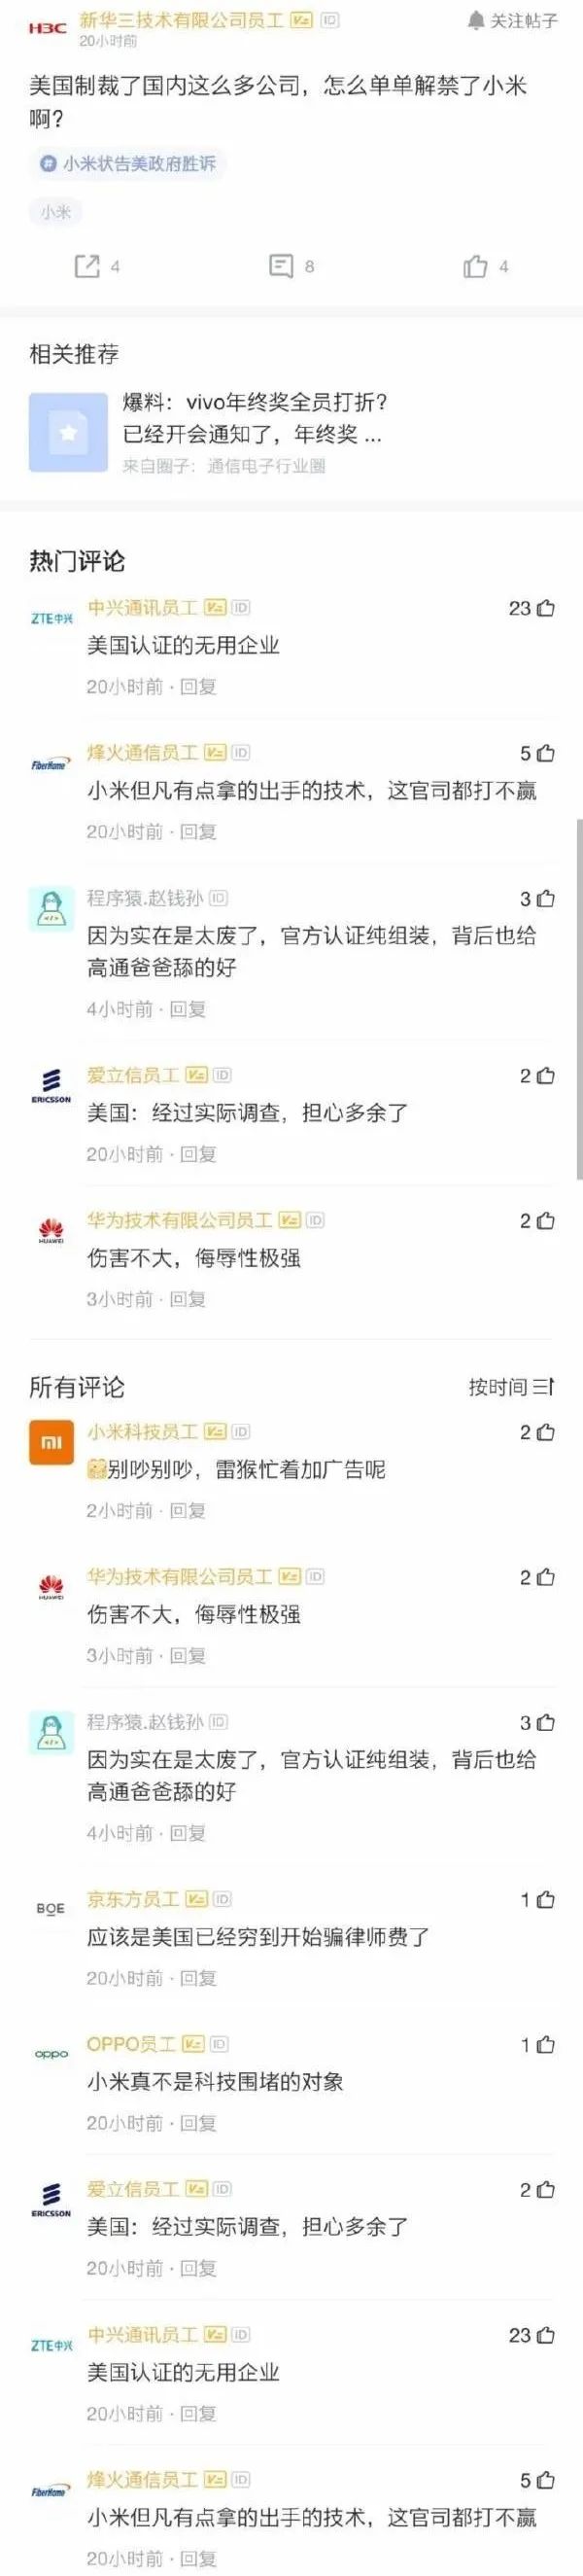 H3C 新华三技术有限公司员工 V ID 关注帖子
20小时前
美国制裁了国内这么多公司，怎么单单解禁了小米
啊？
# 小米状告美政府胜诉
小米
4 8 4
相关推荐
爆料：vivo年终奖全员打折？
已经开会通知了，年终奖 ...
来自圈子：通信电子行业圈
热门评论
ZTE中兴 中兴通讯员工 V ID 23
美国认证的无用企业
20小时前 · 回复
FiberHome 烽火通信员工 V ID 5
小米但凡有点拿的出手的技术，这官司都打不赢
20小时前 · 回复
程序猿.赵钱孙 ID 3
因为实在是太废了，官方认证纯组装，背后也给
高通爸爸舔的好
4小时前 · 回复
ERICSSON 爱立信员工 V ID 2
美国：经过实际调查，担心多余了
20小时前 · 回复
HUAWEI 华为技术有限公司员工 V ID 2
伤害不大，侮辱性极强
3小时前 · 回复
所有评论 按时间
MI 小米科技员工 V ID 2
别吵别吵，雷猴忙着加广告呢
2小时前 · 回复
HUAWEI 华为技术有限公司员工 V ID 2
伤害不大，侮辱性极强
3小时前 · 回复
程序猿.赵钱孙 ID 3
因为实在是太废了，官方认证纯组装，背后也给
高通爸爸舔的好
4小时前 · 回复
BOE 京东方员工 V ID 1
应该是美国已经穷到开始骗律师费了
20小时前 · 回复
oppo OPPO员工 V ID 1
小米真不是科技围堵的对象
20小时前 · 回复
ERICSSON 爱立信员工 V ID 2
美国：经过实际调查，担心多余了
20小时前 · 回复
ZTE中兴 中兴通讯员工 V ID 23
美国认证的无用企业
20小时前 · 回复
FiberHome 烽火通信员工 V ID 5
小米但凡有点拿的出手的技术，这官司都打不赢
20小时前 · 回复